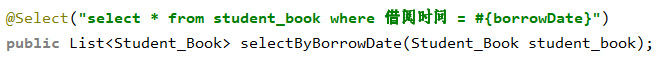 @Select("select * from student_book where 借阅时间 = #{borrowDate}")
public List<Student_Book> selectByBorrowDate(Student_Book student_book);